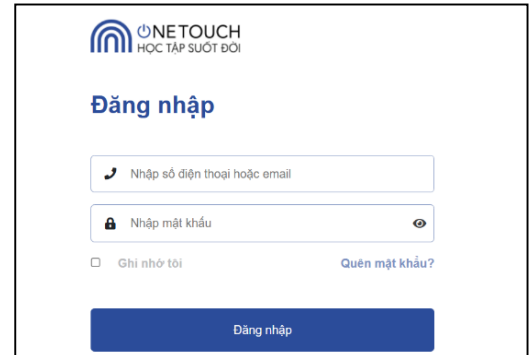 ONETOUCH
HỌC TẬP SUỐT ĐỜI
Đăng nhập
Nhập số điện thoại hoặc email
Nhập mật khẩu
Ghi nhớ tôi Quên mật khẩu?
Đăng nhập